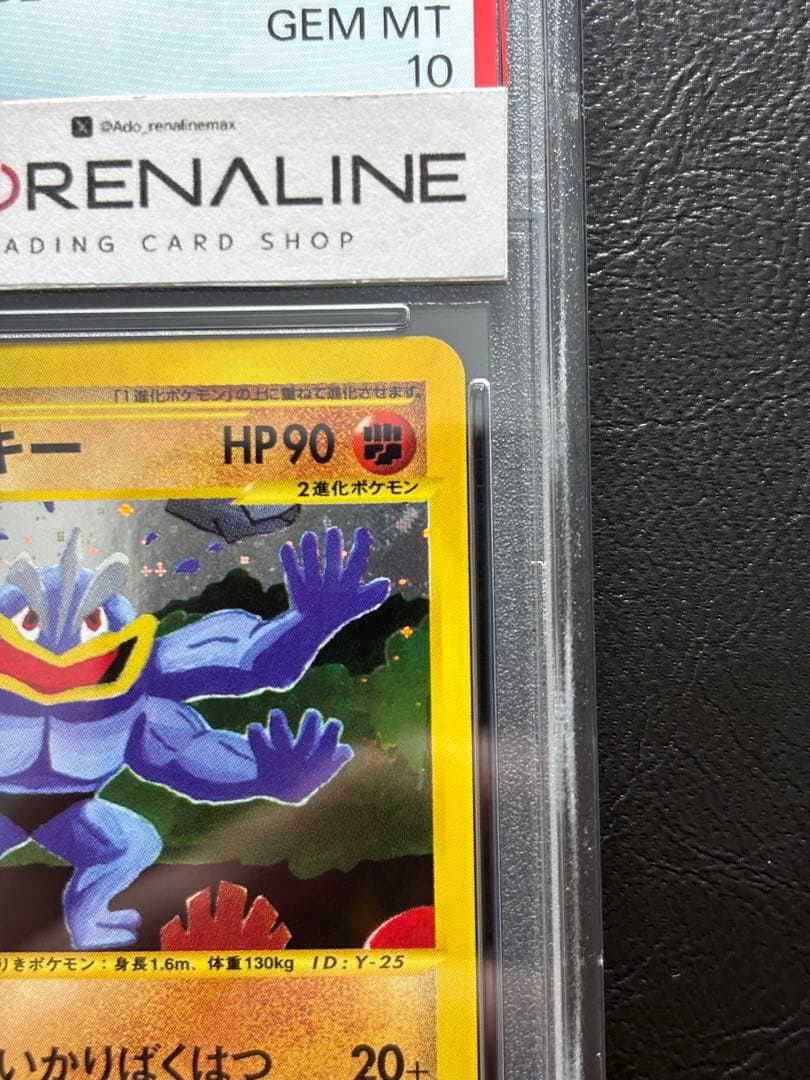 GEM MT
10
X @Ado_renalinemax
RENALINE
ADING CARD SHOP
「1進化ポケモン」の上に重ねて進化させます。
キー HP90
2進化ポケモン
りきポケモン：身長1.6m、体重130kg ID:Y-25
いかりばくはつ 20+